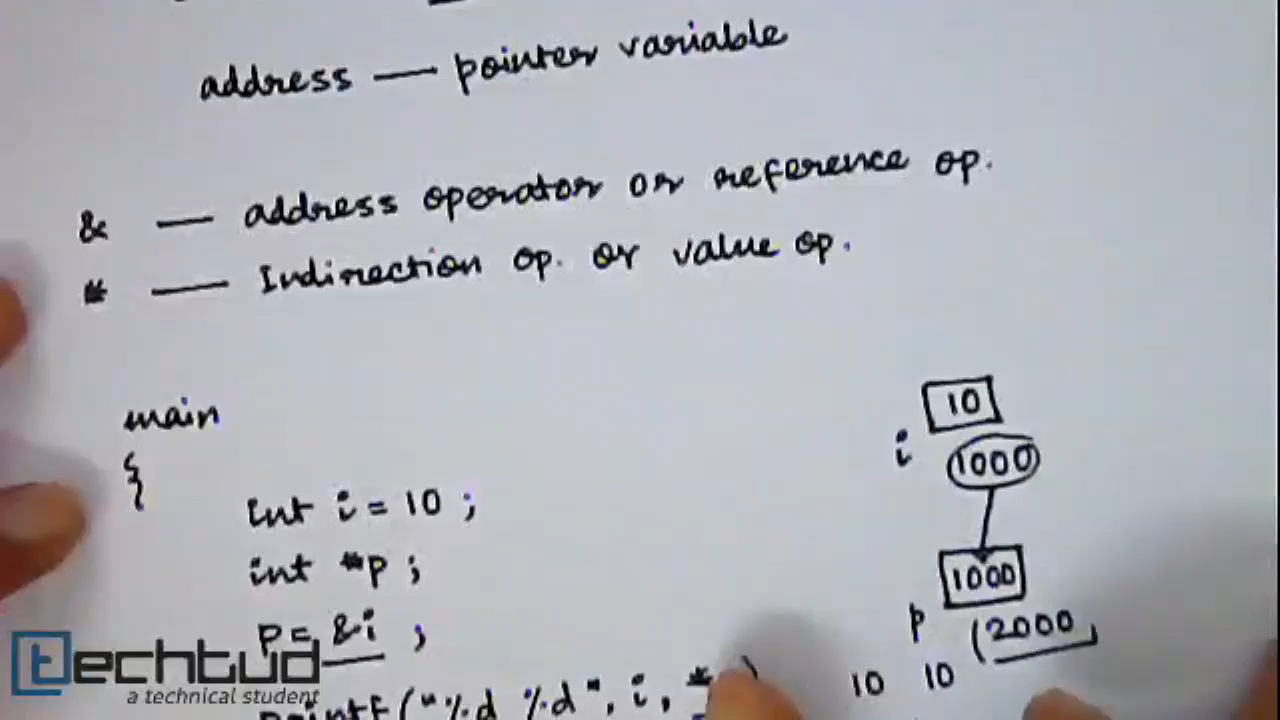 address — pointer variable
& — address operator or reference op.
* — Indirection op. or value op.
main
{
int i = 10 ;
int *p ;
p = &i ;
printf ("%d %d", i, *
10
i
1000
1000
p
(2000
10 10
techtud
a technical student